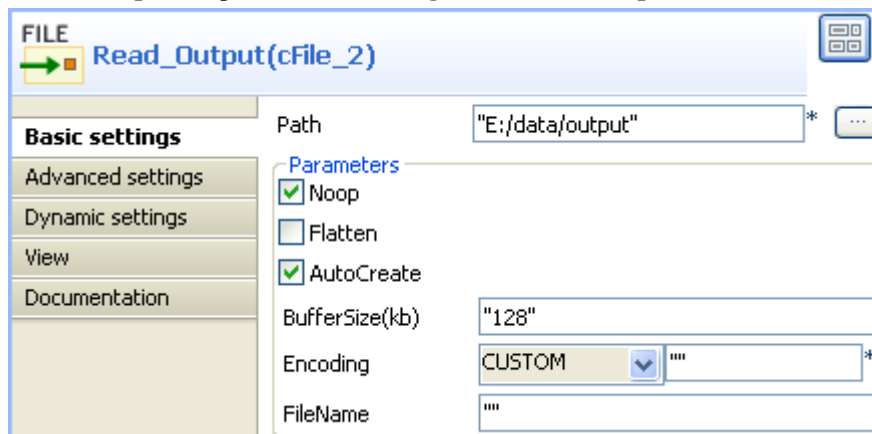 FILE
Read_Output(cFile_2)
Basic settings
Advanced settings
Dynamic settings
View
Documentation
Path "E:/data/output" * ...
Parameters
Noop
Flatten
AutoCreate
BufferSize(kb) "128"
Encoding CUSTOM "" *
FileName ""